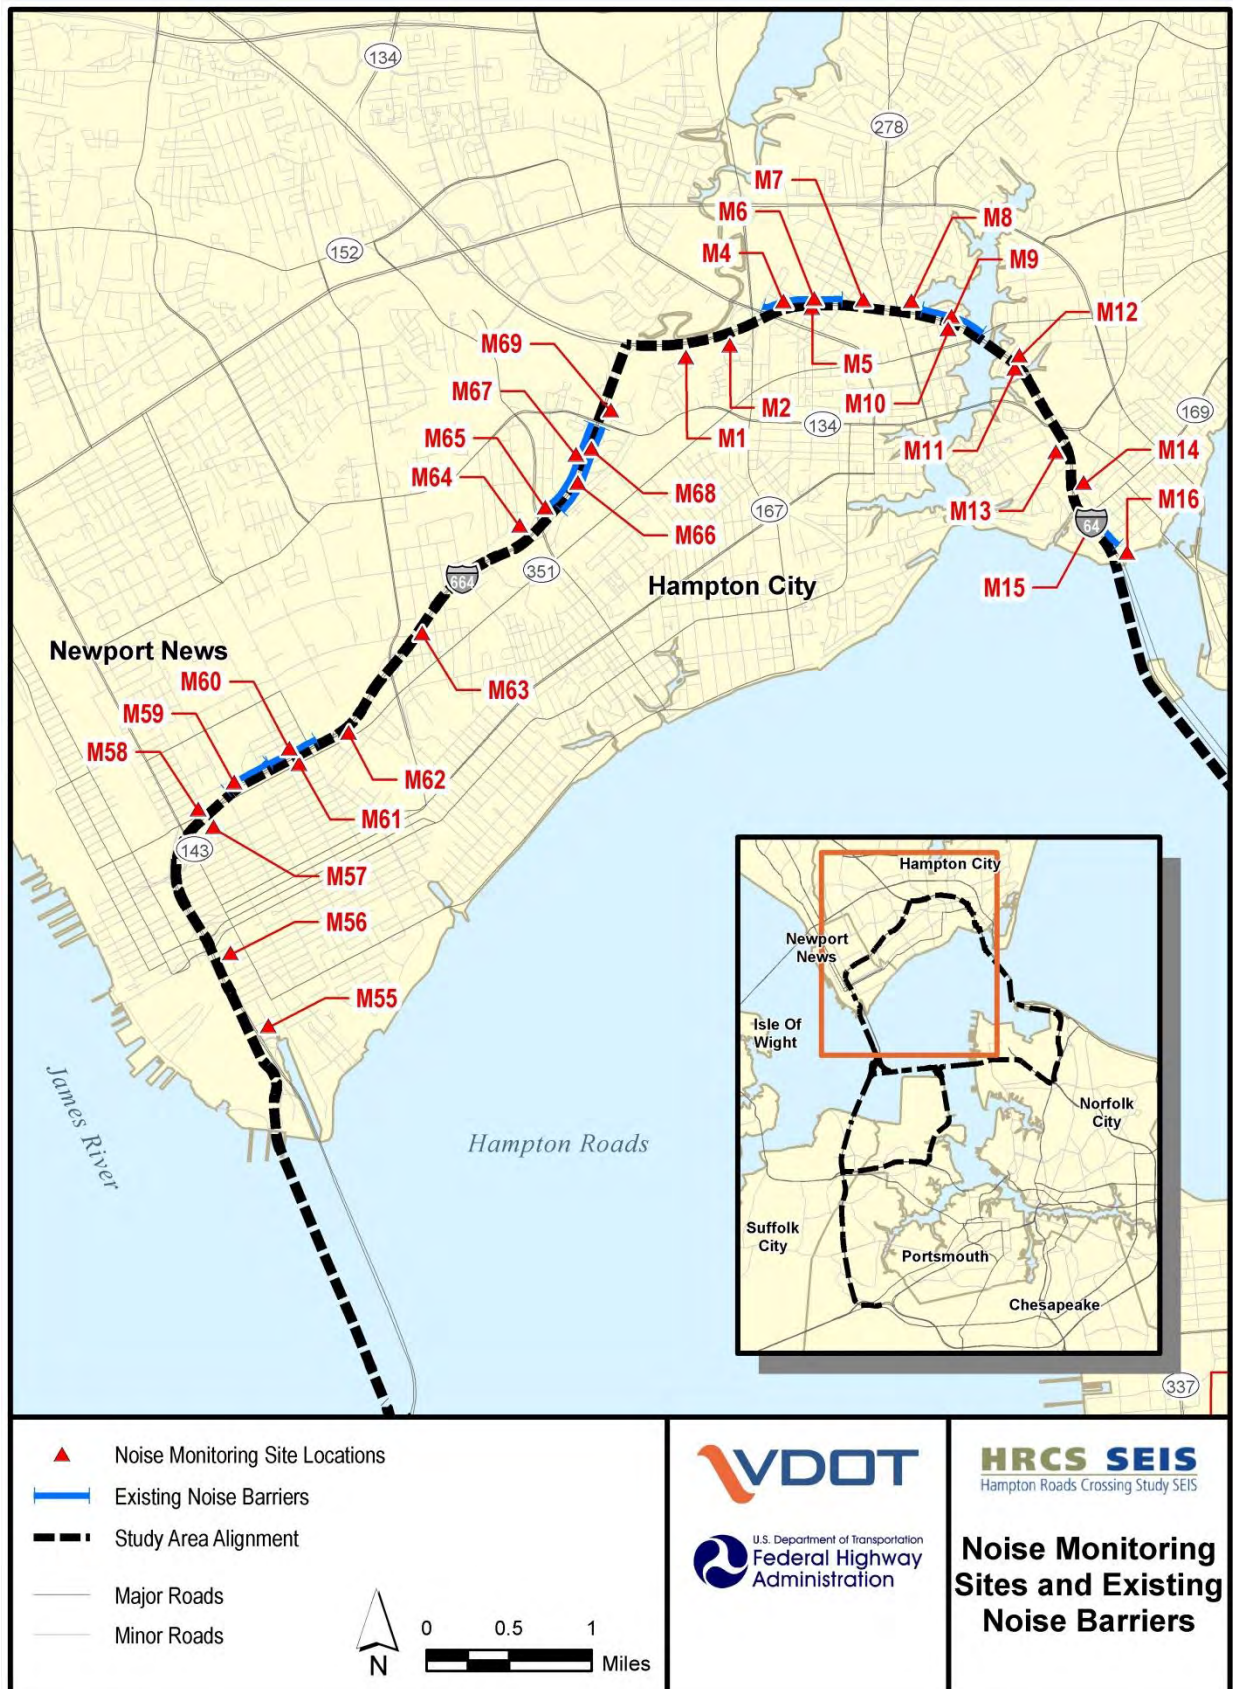 134
278
M7
M6
M8
M4
M9
152
M12
M69
M5
M67
M2
M10
134
169
M65
M1
M11
M14
M64
M68
M16
167
M13
M66
64
351
Hampton City
M15
664
Newport News
M60
M63
M59
M58
M62
M61
143
M57
M56
M55
James River
Hampton Roads
Hampton City
Newport
News
Isle Of
Wight
Norfolk
City
Suffolk
City
Portsmouth
Chesapeake
337
Noise Monitoring Site Locations
Existing Noise Barriers
Study Area Alignment
Major Roads
Minor Roads
N
0 0.5 1
Miles
VDOT
U.S. Department of Transportation
Federal Highway
Administration
HRCS SEIS
Hampton Roads Crossing Study SEIS
Noise Monitoring
Sites and Existing
Noise Barriers